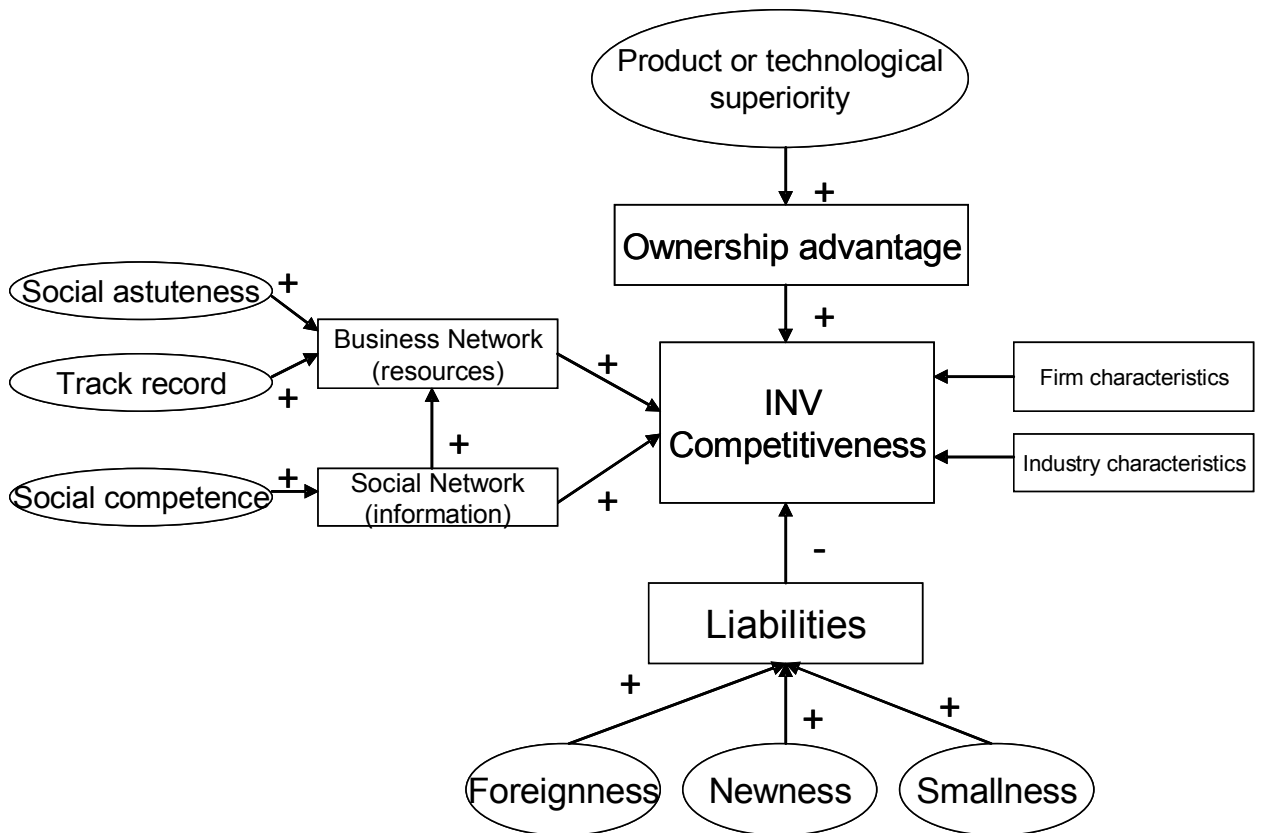 Product or technological
superiority
+
Ownership advantage
+
Social astuteness
+
Track record
+
Business Network
(resources)
+
+
Social competence
+
Social Network
(information)
+
INV
Competitiveness
Firm characteristics
Industry characteristics
-
Liabilities
+
+
+
Foreignness
Newness
Smallness